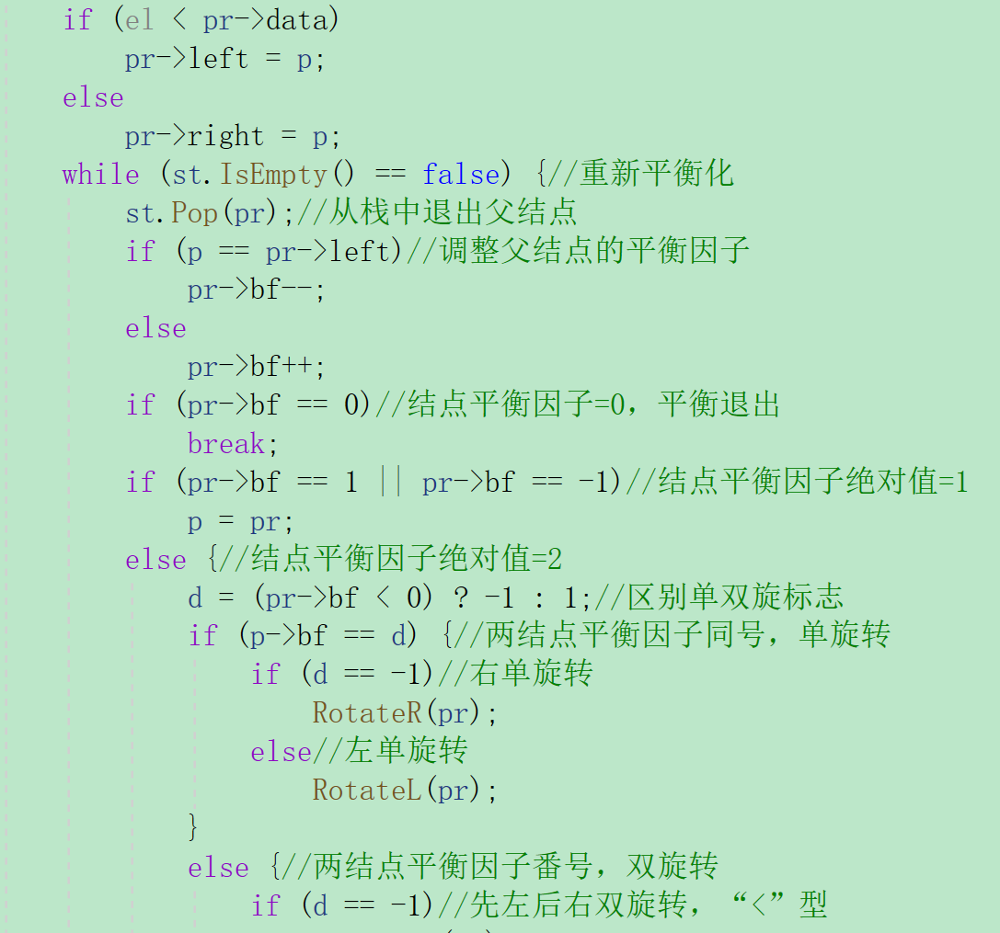 if (el < pr->data)
pr->left = p;
else
pr->right = p;
while (st.IsEmpty() == false) {//重新平衡化
st.Pop(pr);//从栈中退出父结点
if (p == pr->left)//调整父结点的平衡因子
pr->bf--;
else
pr->bf++;
if (pr->bf == 0)//结点平衡因子=0，平衡退出
break;
if (pr->bf == 1 || pr->bf == -1)//结点平衡因子绝对值=1
p = pr;
else {//结点平衡因子绝对值=2
d = (pr->bf < 0) ? -1 : 1;//区别单双旋标志
if (p->bf == d) {//两结点平衡因子同号，单旋转
if (d == -1)//右单旋转
RotateR(pr);
else//左单旋转
RotateL(pr);
}
else {//两结点平衡因子番号，双旋转
if (d == -1)//先左后右双旋转，“<”型